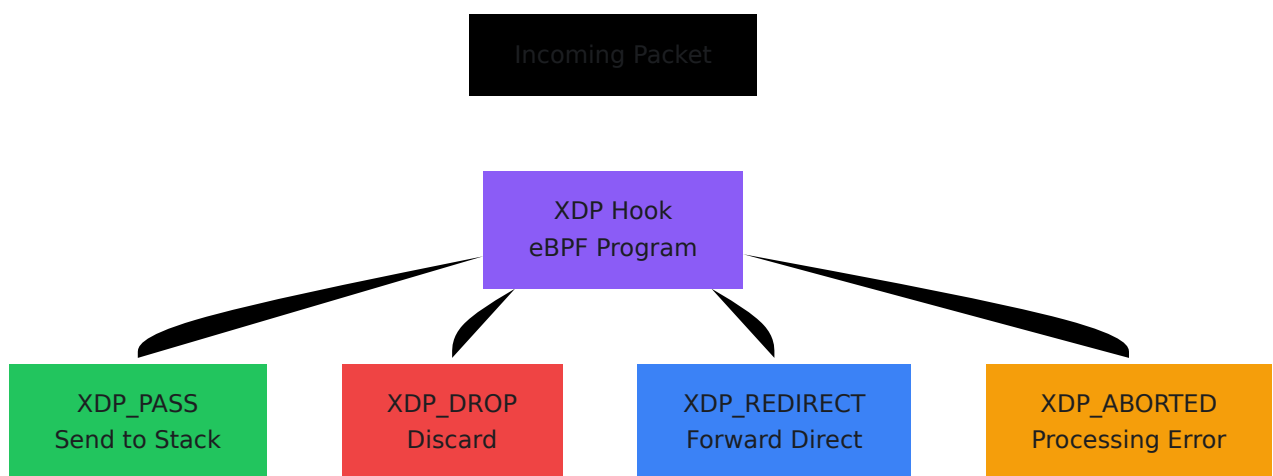 Incoming Packet
XDP Hook
eBPF Program
XDP_PASS
Send to Stack
XDP_DROP
Discard
XDP_REDIRECT
Forward Direct
XDP_ABORTED
Processing Error